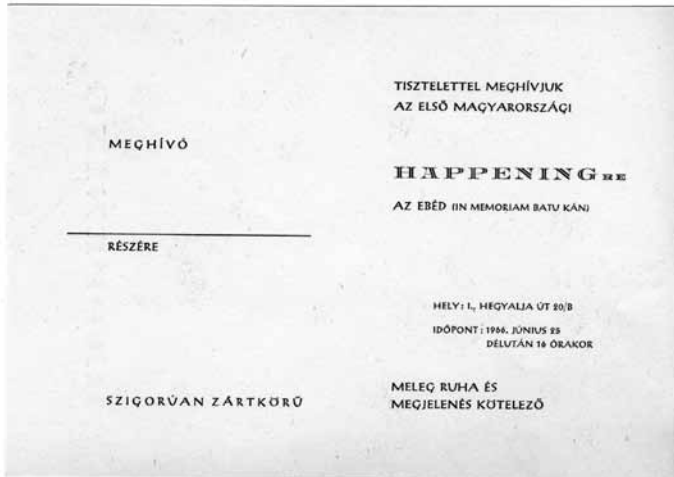 MEGHÍVÓ
RÉSZÉRE
SZIGORÚAN ZÁRTKÖRŰ
TISZTELETTEL MEGHÍVJUK
AZ ELSŐ MAGYARORSZÁGI
HAPPENINGRE
AZ EBÉD (IN MEMORIAM BATU KÁN)
HELY: I., HEGYALJA ÚT 20/B
IDŐPONT: 1966. JÚNIUS 25
DÉLUTÁN 16 ÓRAKOR
MELEG RUHA ÉS
MEGJELENÉS KÖTELEZŐ